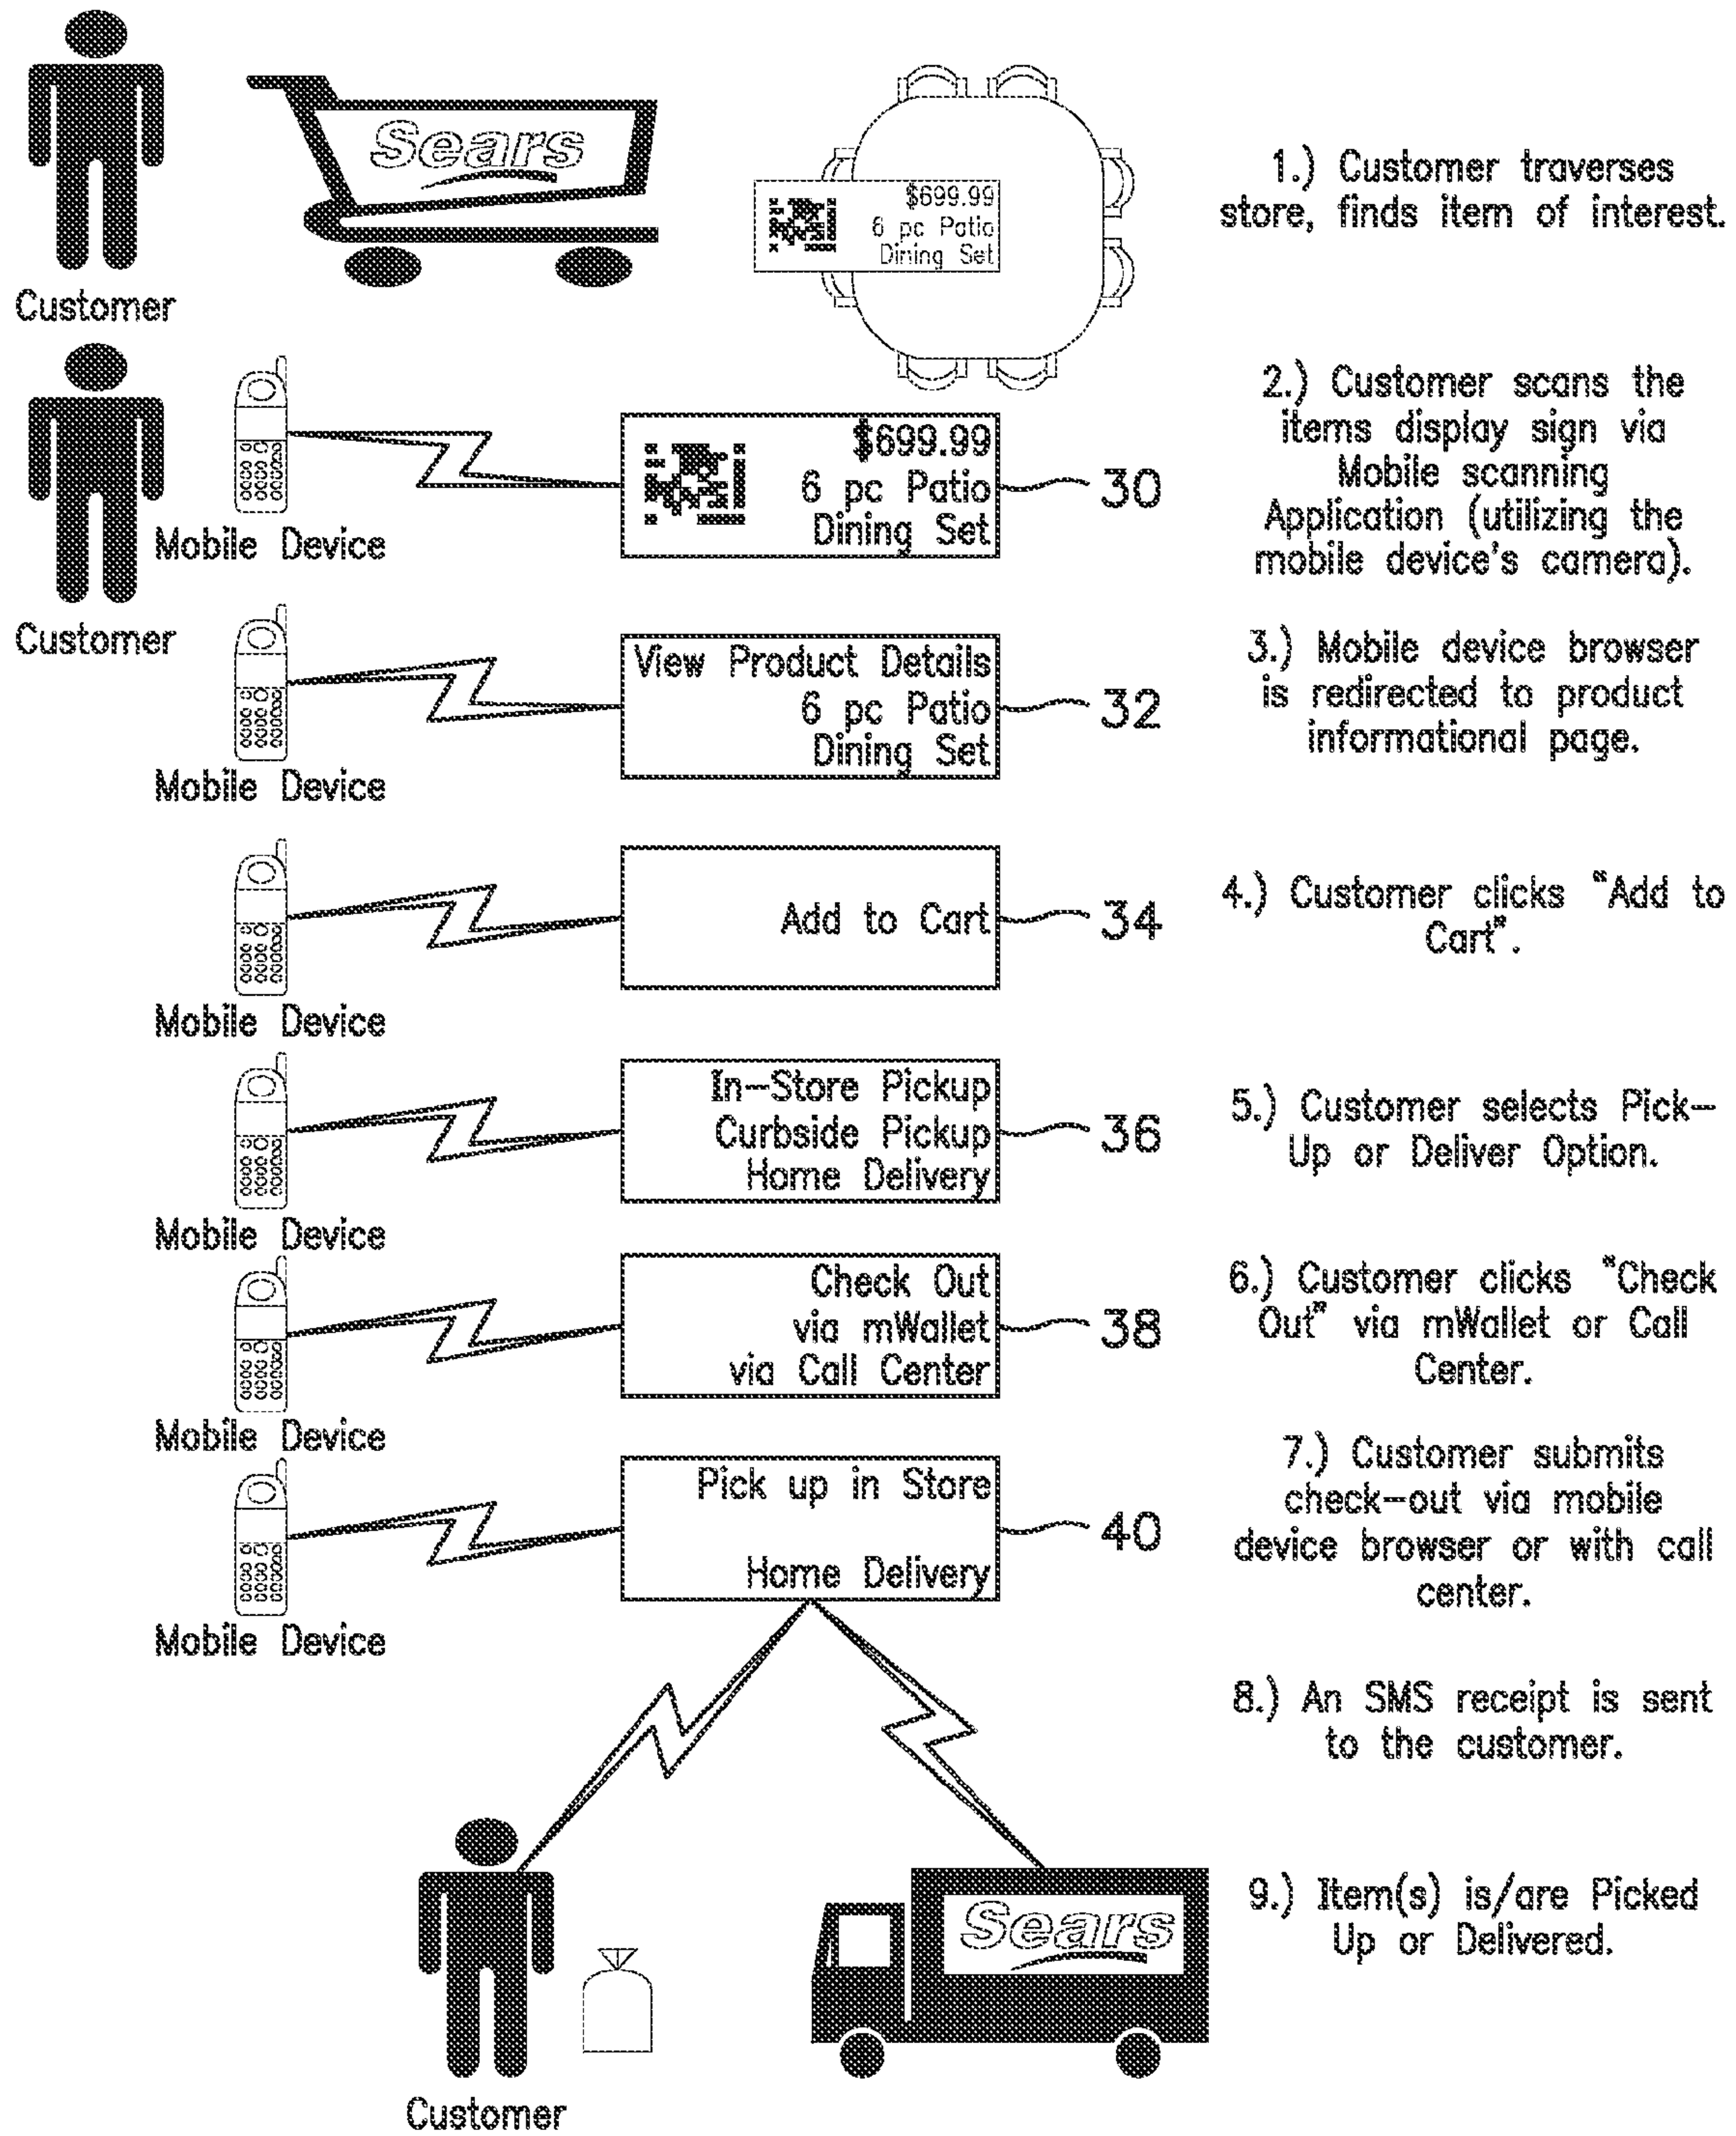 Sears
$699.99
6 pc Patio
Dining Set
Customer
1.) Customer traverses
store, finds item of interest.
$699.99
6 pc Patio
Dining Set
30
Mobile Device
Customer
2.) Customer scans the
items display sign via
Mobile scanning
Application (utilizing the
mobile device's camera).
View Product Details
6 pc Patio
Dining Set
32
Mobile Device
3.) Mobile device browser
is redirected to product
informational page.
Add to Cart
34
Mobile Device
4.) Customer clicks "Add to
Cart".
In-Store Pickup
Curbside Pickup
Home Delivery
36
Mobile Device
5.) Customer selects Pick-
Up or Deliver Option.
Check Out
via mWallet
via Call Center
38
Mobile Device
6.) Customer clicks "Check
Out" via mWallet or Call
Center.
Pick up in Store
Home Delivery
40
Mobile Device
7.) Customer submits
check-out via mobile
device browser or with call
center.
8.) An SMS receipt is sent
to the customer.
Sears
Customer
9.) Item(s) is/are Picked
Up or Delivered.